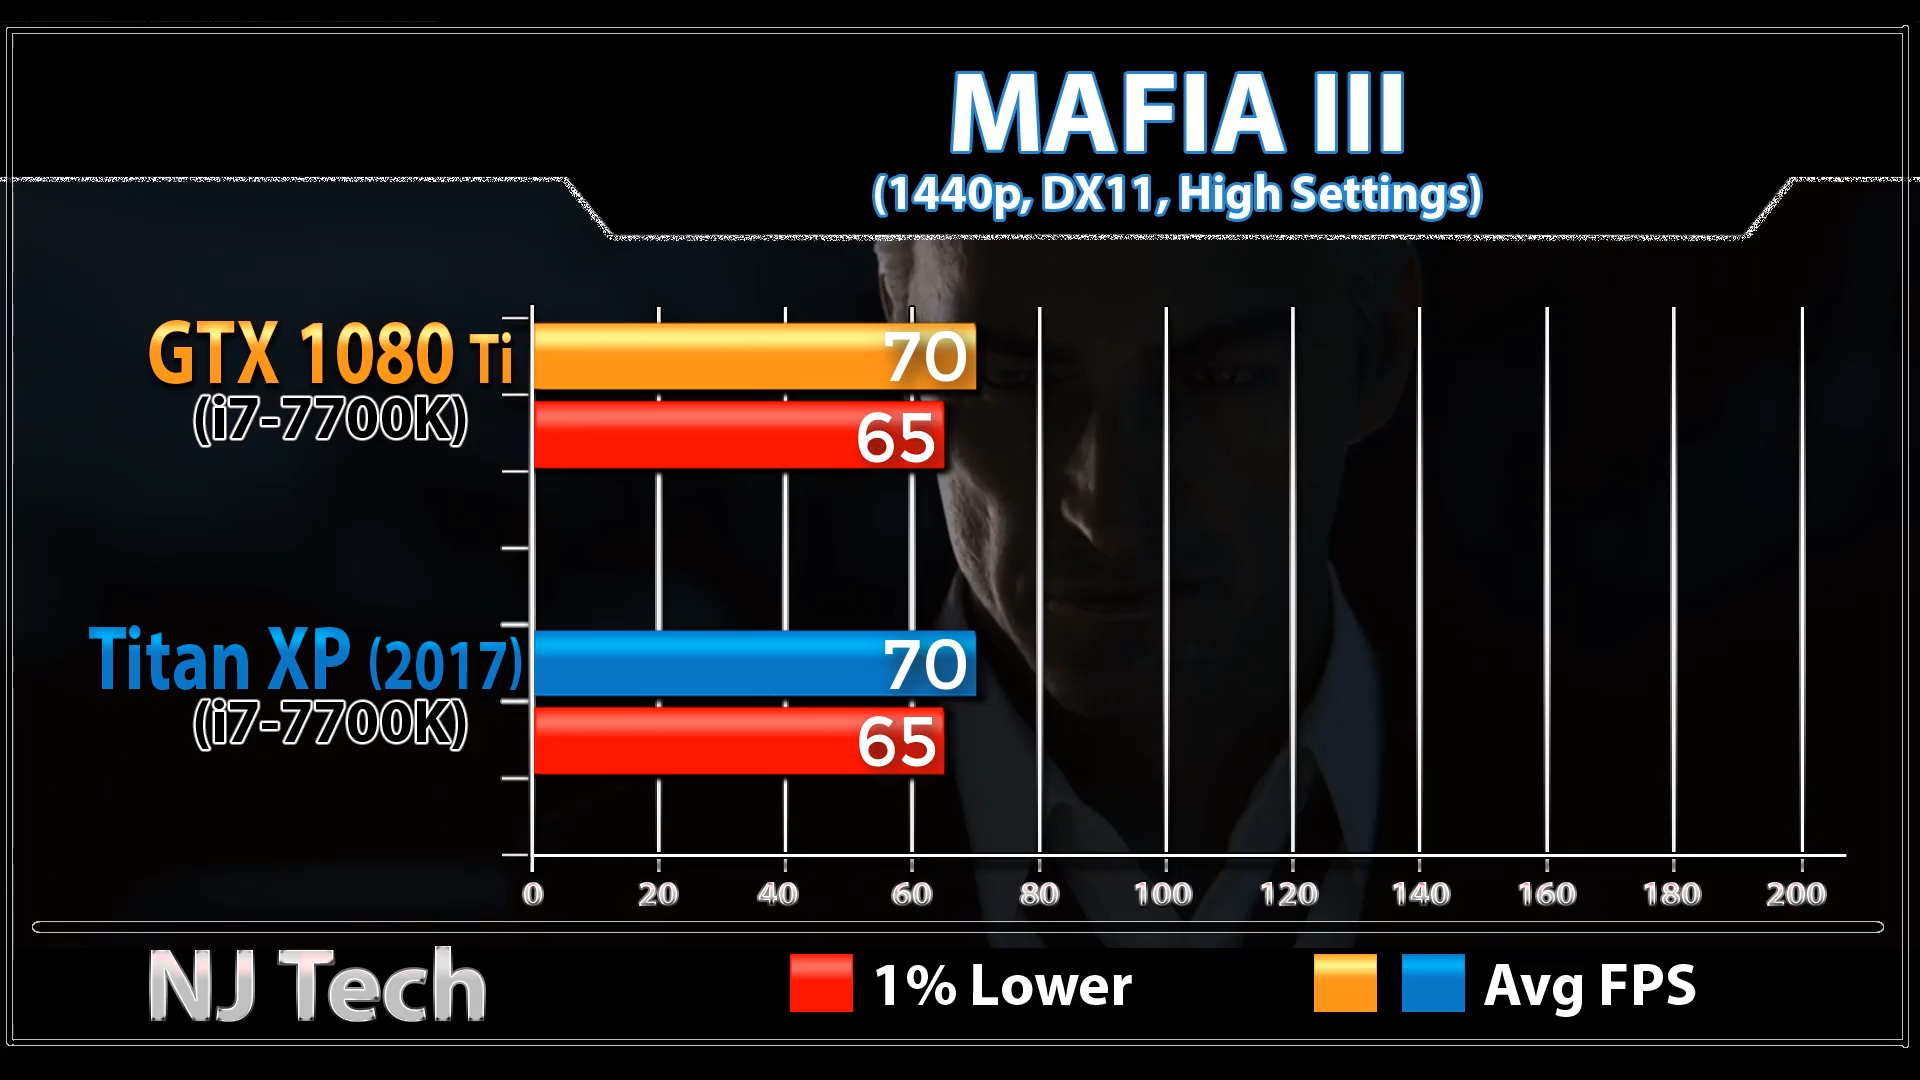 MAFIA III
(1440p, DX11, High Settings)
GTX 1080 Ti
(i7-7700K)
70
65
Titan XP (2017)
(i7-7700K)
70
65
0 20 40 60 80 100 120 140 160 180 200
NJ Tech
1% Lower
Avg FPS